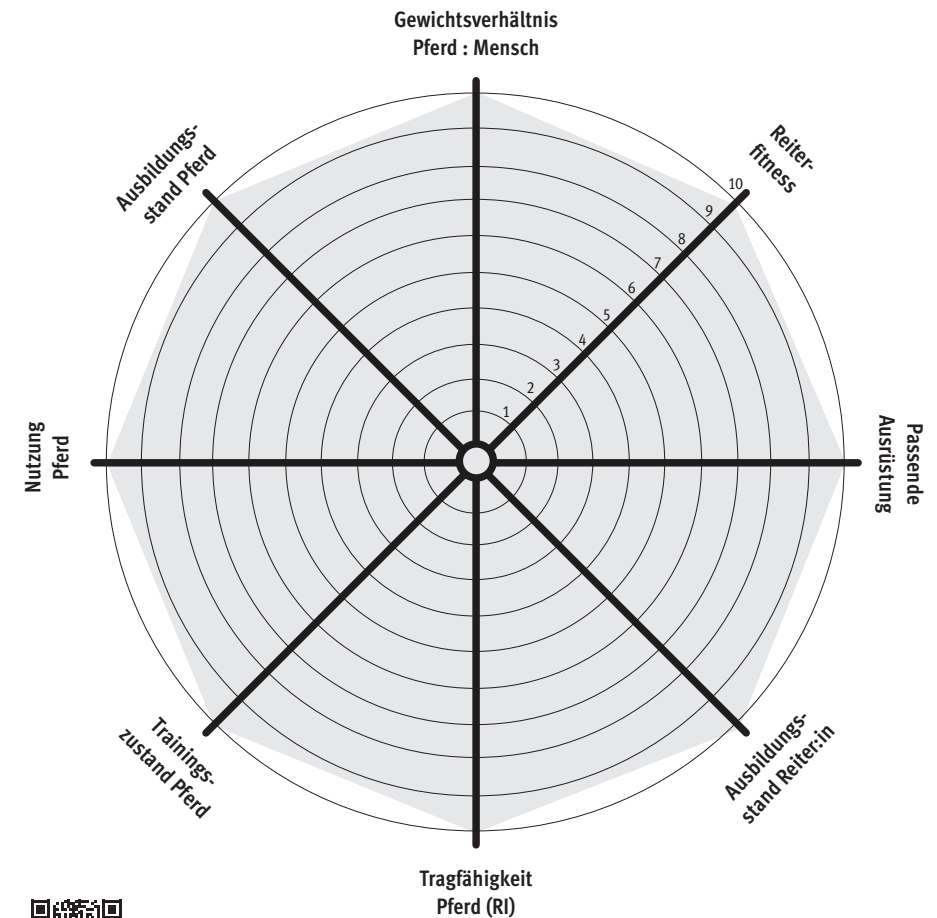 Gewichtsverhältnis
Pferd : Mensch
Reiter-
fitness
Ausbildungs-
stand Pferd
10
9
8
7
6
5
4
3
2
1
Nutzung
Pferd
Passende
Ausrüstung
Trainings-
zustand Pferd
Ausbildungs-
stand Reiter:in
Tragfähigkeit
Pferd (RI)